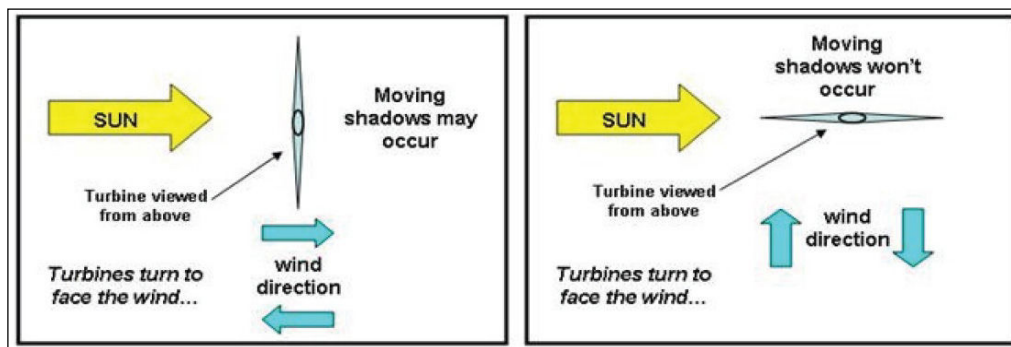 SUN
Moving
shadows may
occur
Turbine viewed
from above
wind
direction
Turbines turn to
face the wind...
Moving
shadows won't
occur
SUN
Turbine viewed
from above
wind
direction
Turbines turn to
face the wind...